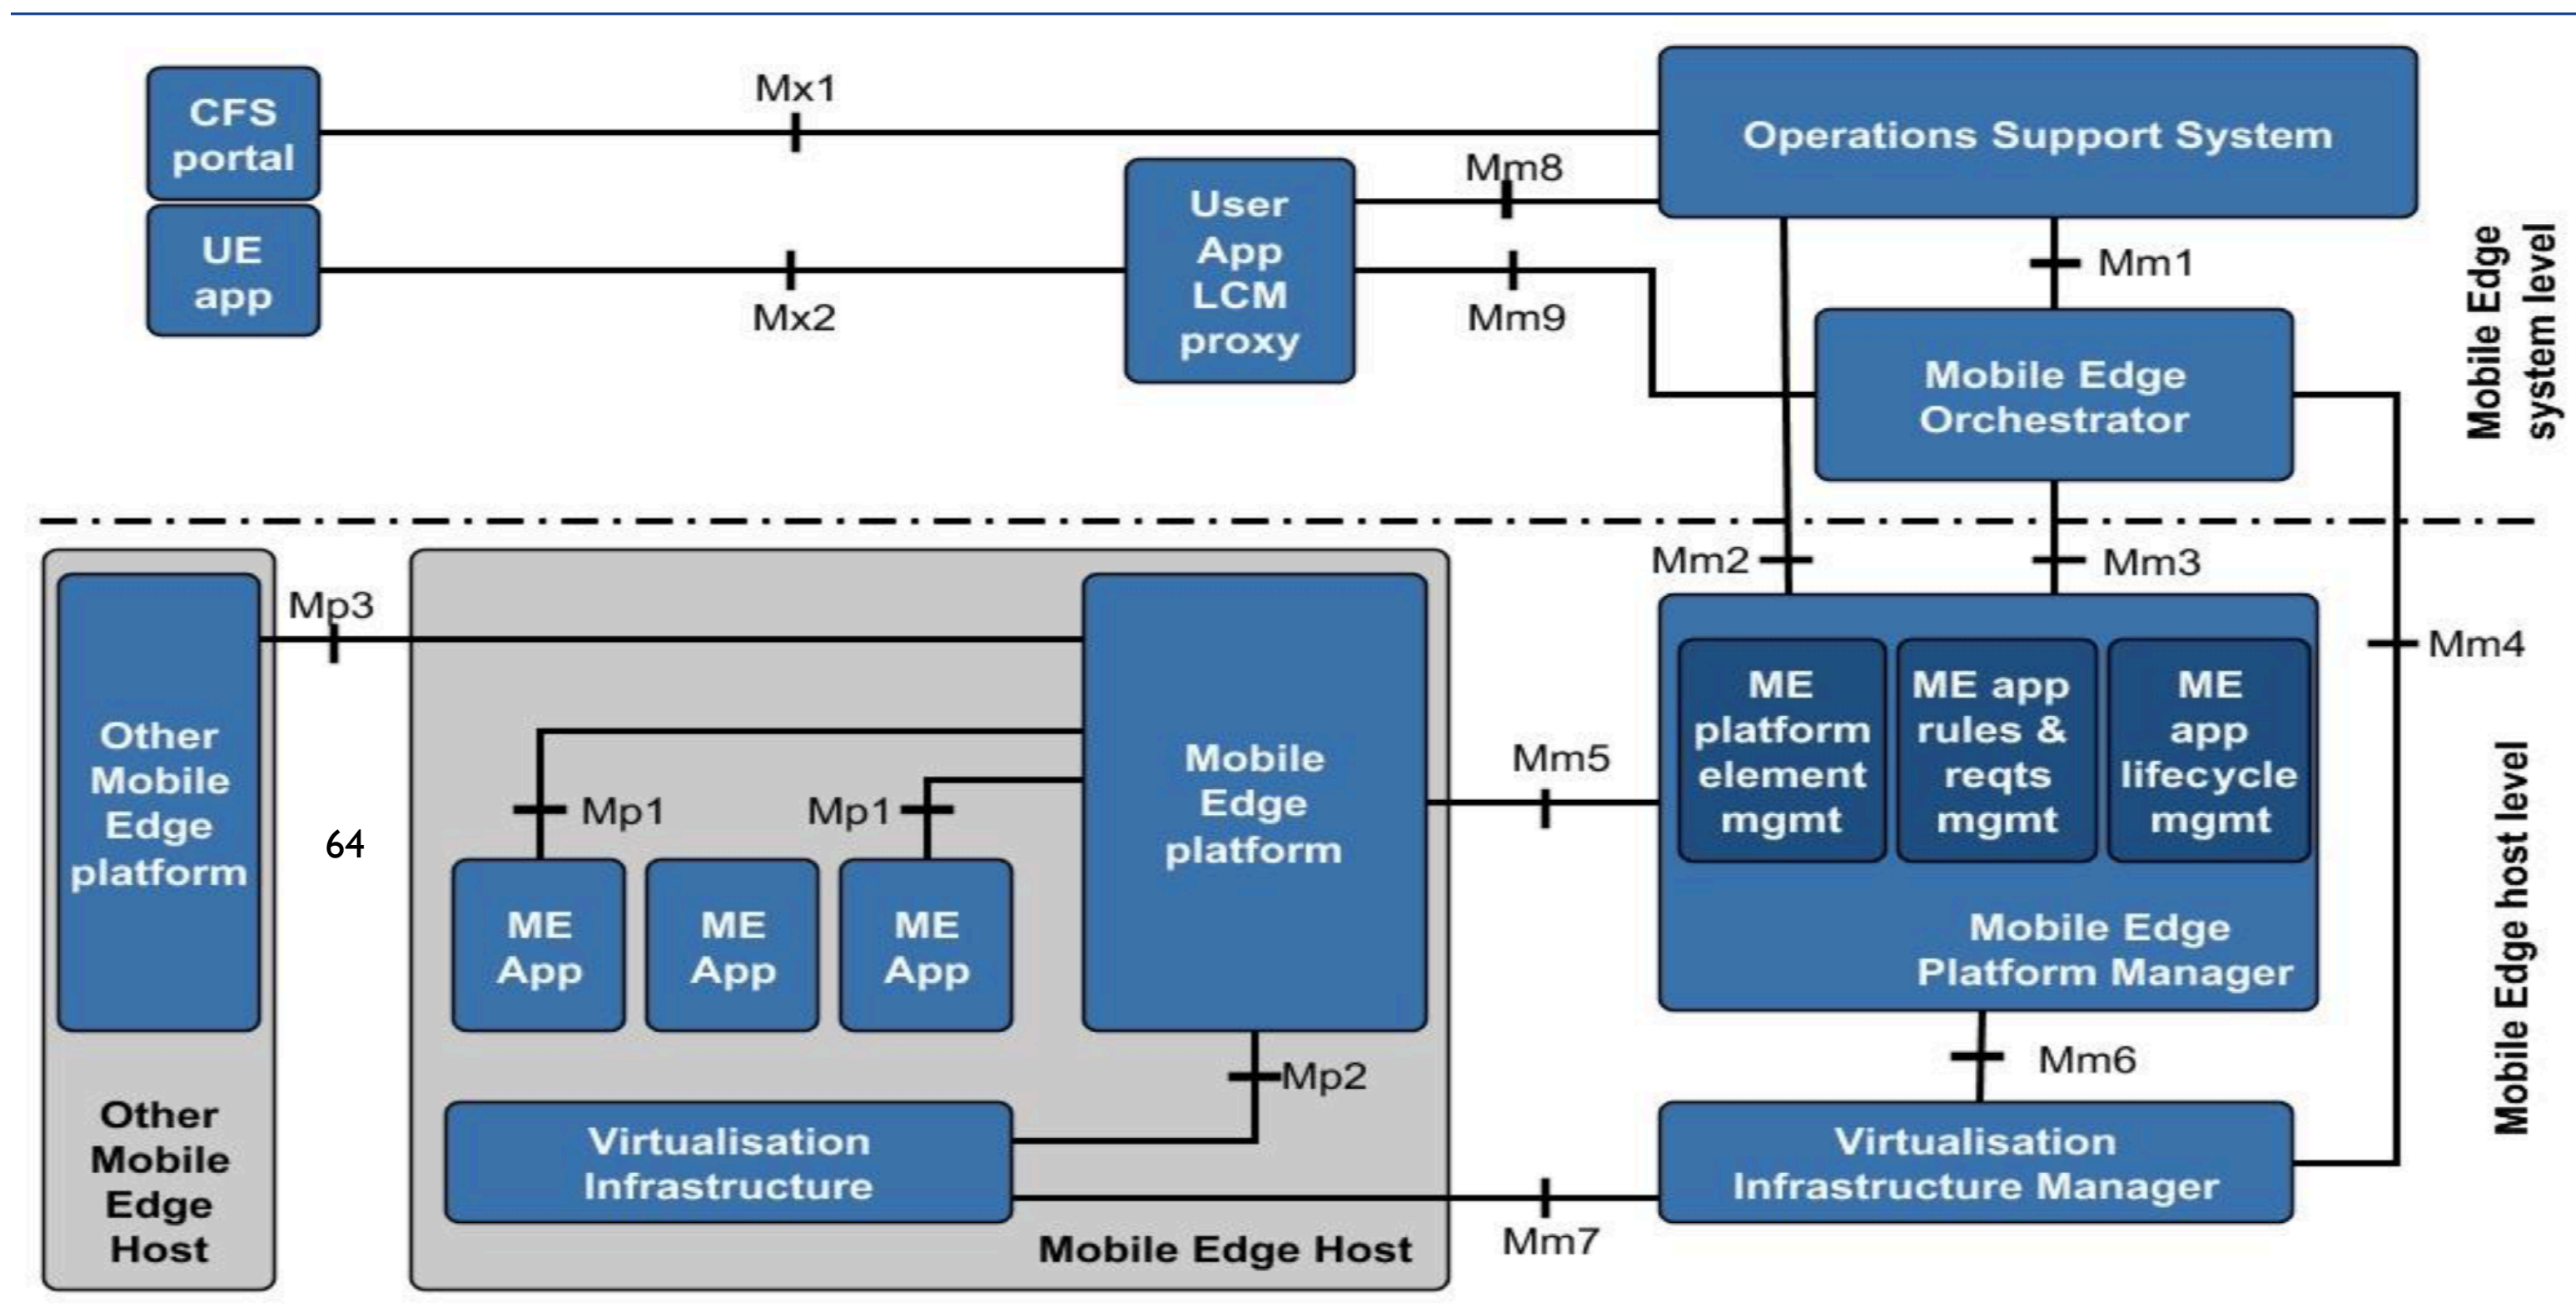 CFS
portal
Mx1
Operations Support System
UE
app
Mx2
User
App
LCM
proxy
Mm8
Mm9
Mm1
Mobile Edge
Orchestrator
Mobile Edge
system level
Mm2
Mm3
Mm4
Other
Mobile
Edge
platform
Other
Mobile
Edge
Host
Mp3
64
Mp1
Mp1
ME
App
ME
App
ME
App
Mobile
Edge
platform
Mp2
Virtualisation
Infrastructure
Mobile Edge Host
Mm5
ME
platform
element
mgmt
ME app
rules &
reqts
mgmt
ME
app
lifecycle
mgmt
Mobile Edge
Platform Manager
Mm6
Virtualisation
Infrastructure Manager
Mm7
Mobile Edge host level